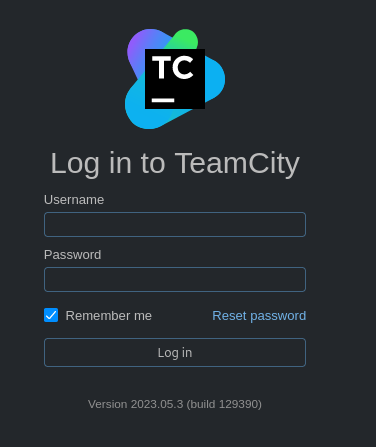 TC
Log in to TeamCity
Username
Password
Remember me
Reset password
Log in
Version 2023.05.3 (build 129390)